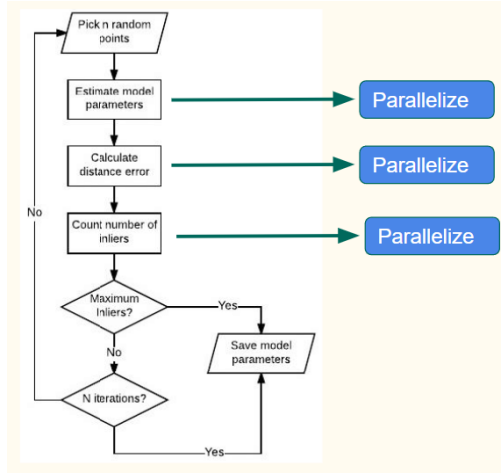 Pick n random
points
Estimate model
parameters
Parallelize
Calculate
distance error
Parallelize
No
Count number of
inliers
Parallelize
Maximum
Inliers?
Yes
Save model
parameters
No
N iterations?
Yes